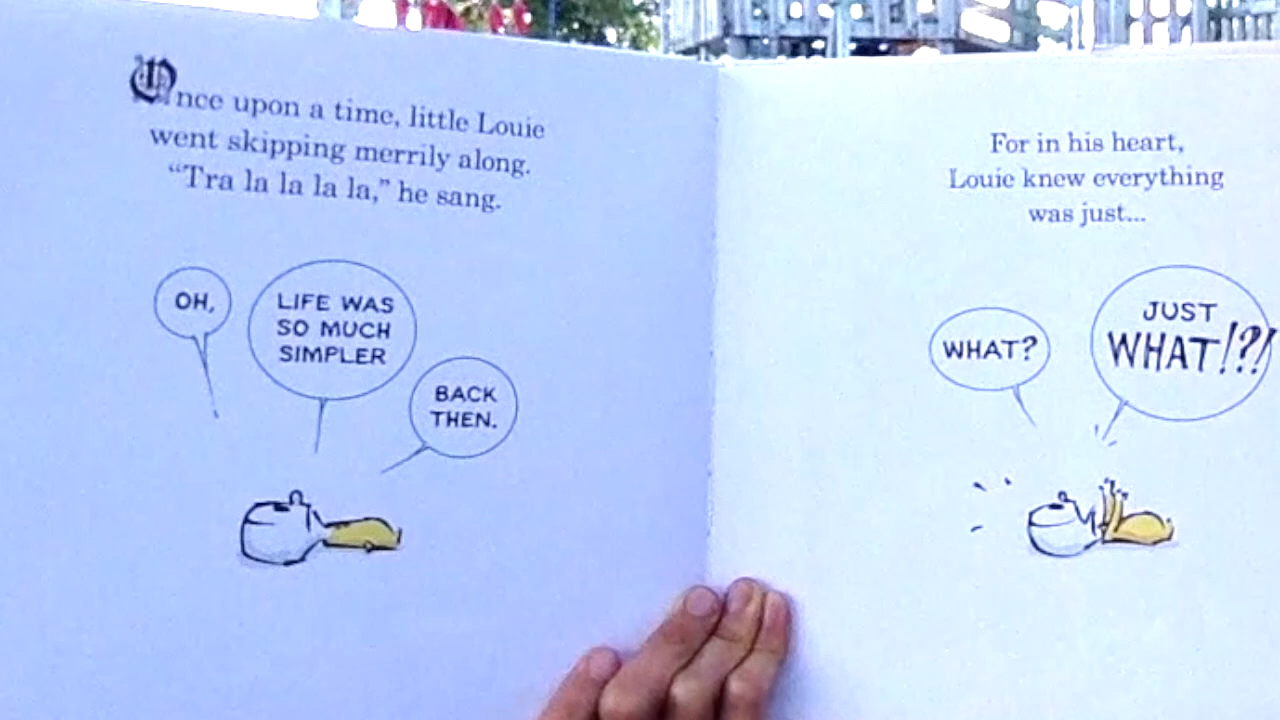 Once upon a time, little Louie
went skipping merrily along.
“Tra la la la la,” he sang.
OH,
LIFE WAS
SO MUCH
SIMPLER
BACK
THEN.
For in his heart,
Louie knew everything
was just...
WHAT?
JUST
WHAT!?!